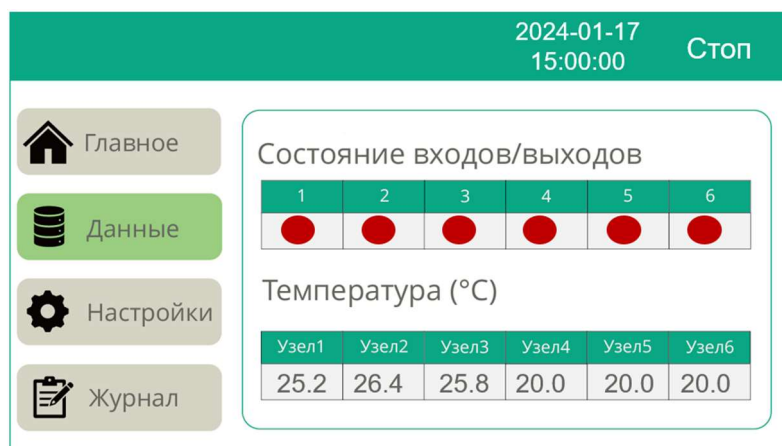 2024-01-17
15:00:00
Стоп
Главное
Данные
Настройки
Журнал
Состояние входов/выходов
1 2 3 4 5 6
Температура (°C)
Узел1 Узел2 Узел3 Узел4 Узел5 Узел6
25.2 26.4 25.8 20.0 20.0 20.0